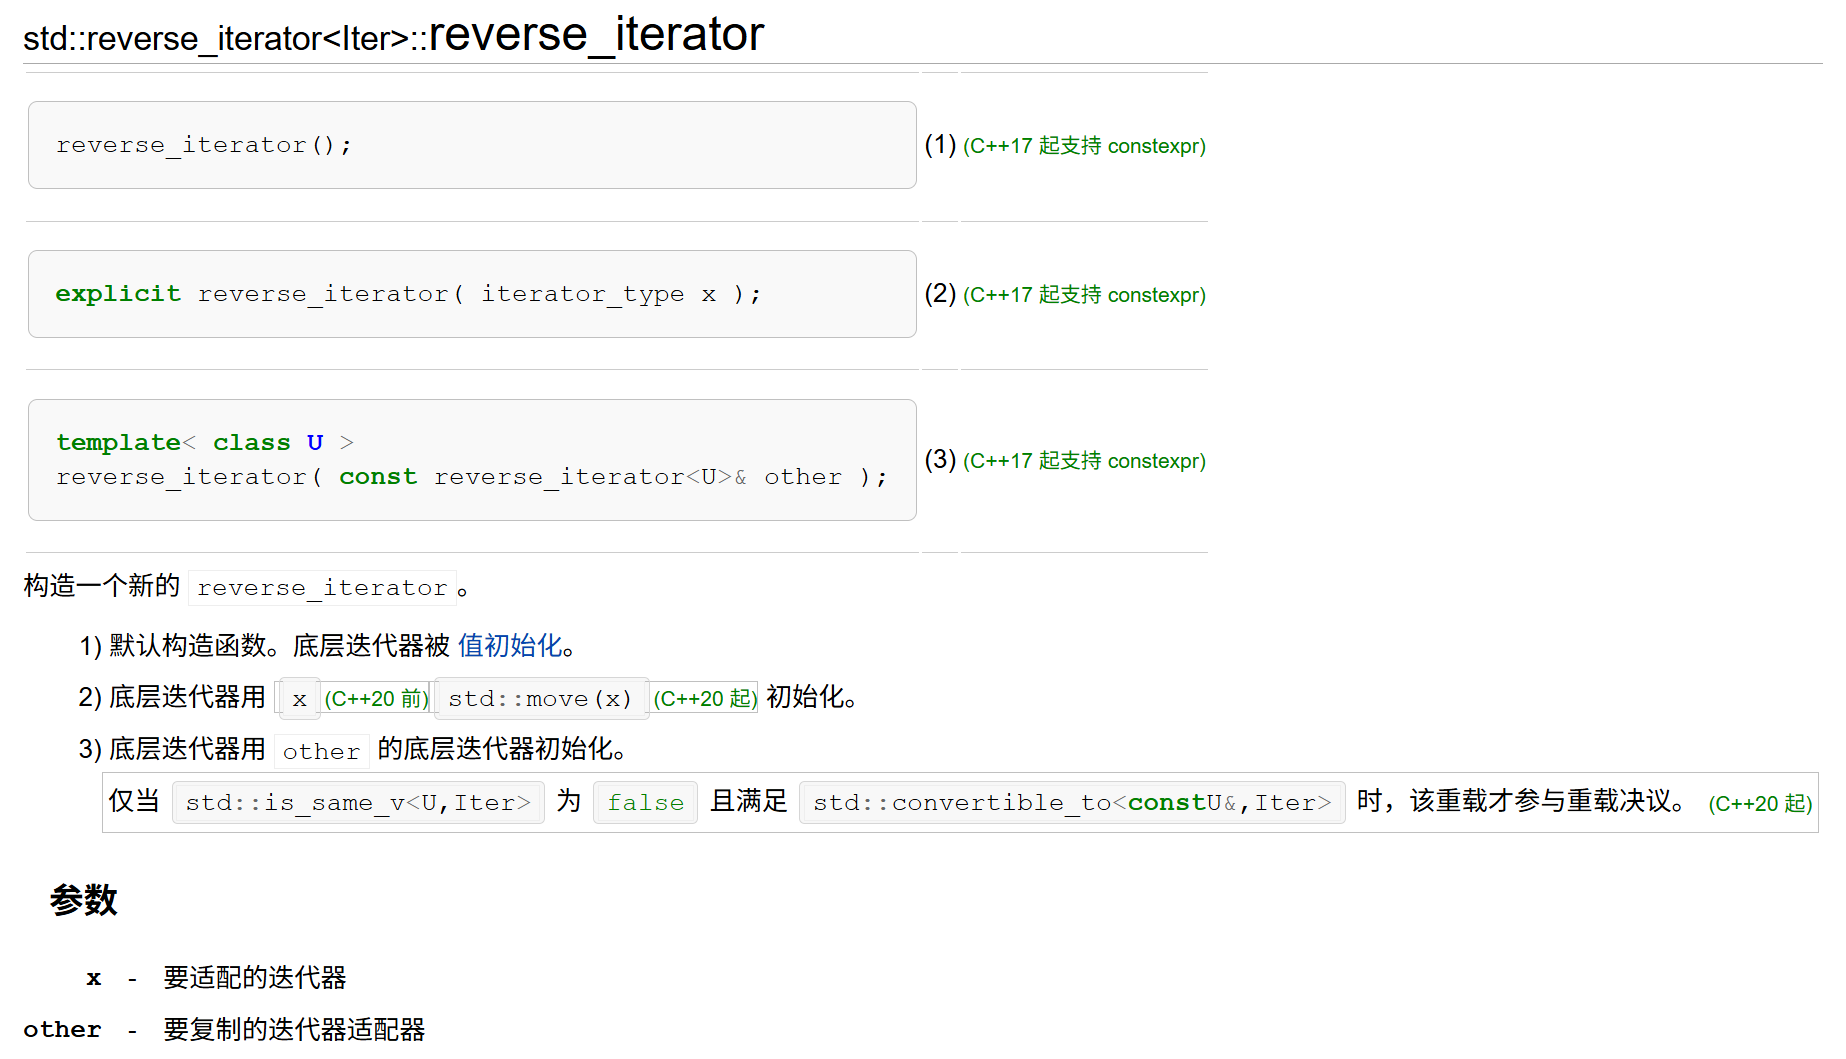 std::reverse_iterator<Iter>::reverse_iterator
reverse_iterator(); (1) (C++17 起支持 constexpr)
explicit reverse_iterator( iterator_type x ); (2) (C++17 起支持 constexpr)
template< class U >
reverse_iterator( const reverse_iterator<U>& other ); (3) (C++17 起支持 constexpr)
构造一个新的 reverse_iterator。
1) 默认构造函数。底层迭代器被 值初始化。
2) 底层迭代器用 x (C++20 前) std::move(x) (C++20 起) 初始化。
3) 底层迭代器用 other 的底层迭代器初始化。
仅当 std::is_same_v<U,Iter> 为 false 且满足 std::convertible_to<constU&,Iter> 时，该重载才参与重载决议。 (C++20 起)
参数
x - 要适配的迭代器
other - 要复制的迭代器适配器